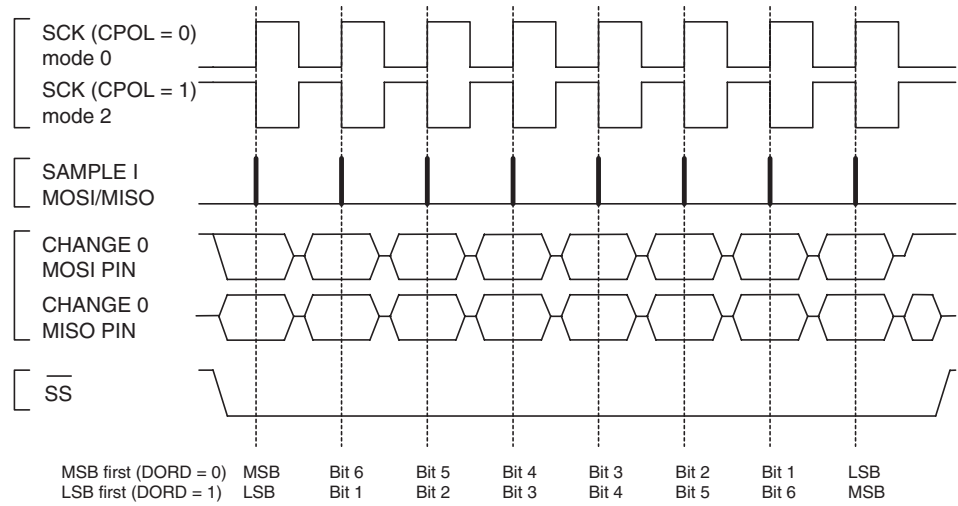 SCK (CPOL = 0)
mode 0
SCK (CPOL = 1)
mode 2
SAMPLE I
MOSI/MISO
CHANGE 0
MOSI PIN
CHANGE 0
MISO PIN
SS
MSB first (DORD = 0) MSB Bit 6 Bit 5 Bit 4 Bit 3 Bit 2 Bit 1 LSB
LSB first (DORD = 1) LSB Bit 1 Bit 2 Bit 3 Bit 4 Bit 5 Bit 6 MSB